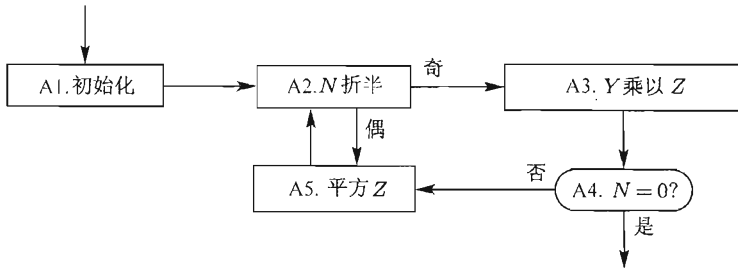 A1.初始化
A2.N折半
奇
A3.Y乘以Z
偶
A5.平方Z
否
A4.N=0?
是